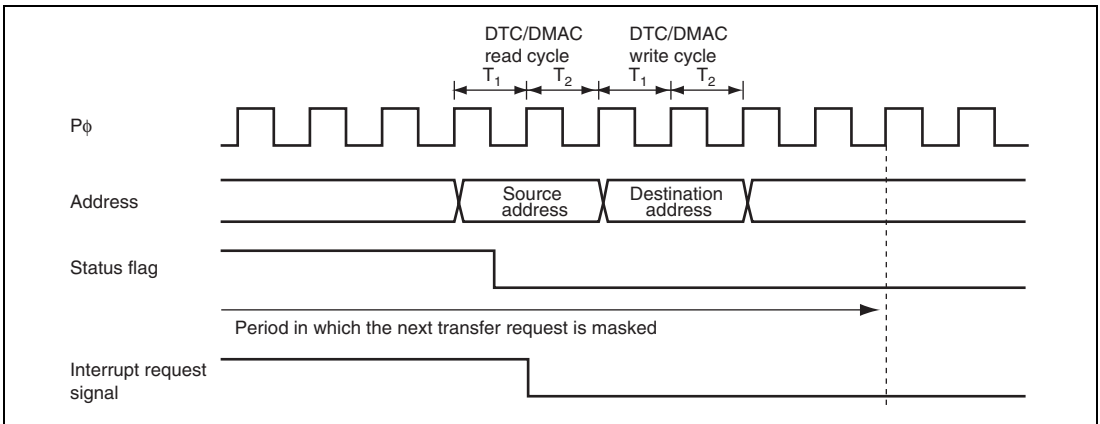 DTC/DMAC DTC/DMAC
read cycle write cycle
T1 T2 T1 T2
Pϕ
Address
Source Destination
address address
Status flag
Period in which the next transfer request is masked
Interrupt request
signal